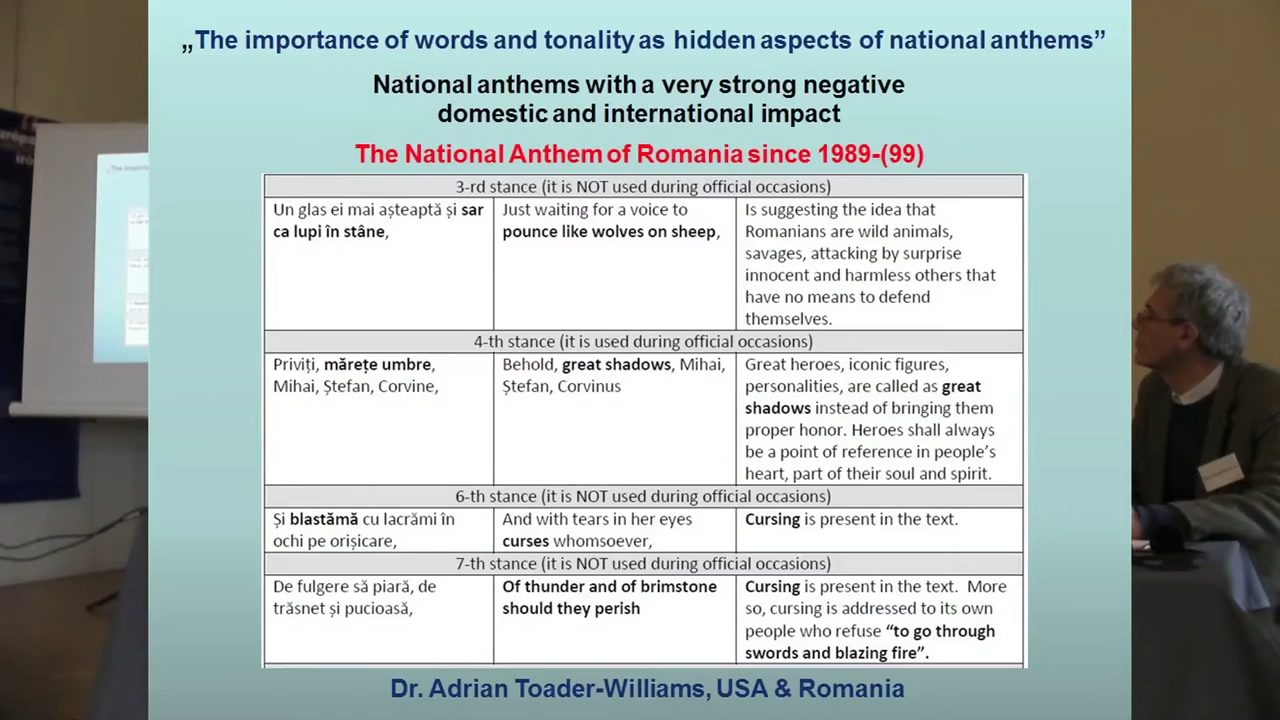 „The importance of words and tonality as hidden aspects of national anthems”
National anthems with a very strong negative
domestic and international impact
The National Anthem of Romania since 1989-(99)
3-rd stance (it is NOT used during official occasions)
Un glas ei mai așteaptă și sar
ca lupi în stâne,
Just waiting for a voice to
pounce like wolves on sheep,
Is suggesting the idea that
Romanians are wild animals,
savages, attacking by surprise
innocent and harmless others that
have no means to defend
themselves.
4-th stance (it is used during official occasions)
Priviți, mărețe umbre,
Mihai, Ștefan, Corvine,
Behold, great shadows, Mihai,
Ștefan, Corvinus
Great heroes, iconic figures,
personalities, are called as great
shadows instead of bringing them
proper honor. Heroes shall always
be a point of reference in people’s
heart, part of their soul and spirit.
6-th stance (it is NOT used during official occasions)
Și blastămă cu lacrămi în
ochi pe orișicare,
And with tears in her eyes
curses whomsoever,
Cursing is present in the text.
7-th stance (it is NOT used during official occasions)
De fulgere să piară, de
trăsnet și pucioasă,
Of thunder and of brimstone
should they perish
Cursing is present in the text. More
so, cursing is addressed to its own
people who refuse “to go through
swords and blazing fire”.
Dr. Adrian Toader-Williams, USA & Romania